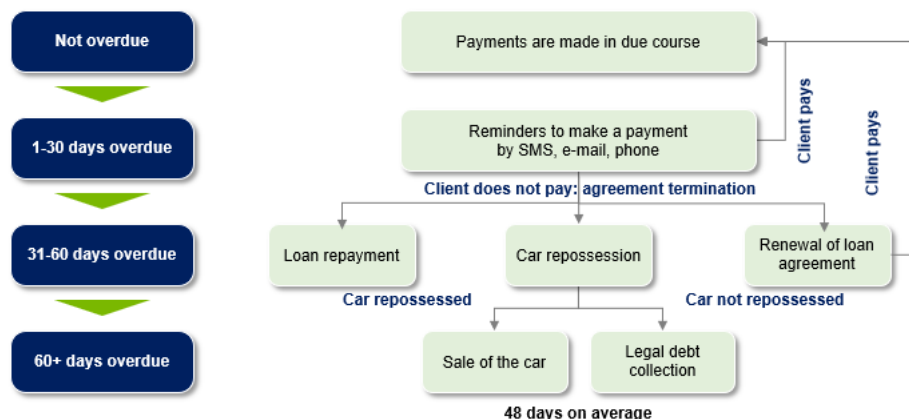 Not overdue
Payments are made in due course
1-30 days overdue
Reminders to make a payment
by SMS, e-mail, phone
Client pays
Client pays
Client does not pay: agreement termination
31-60 days overdue
Loan repayment
Car repossession
Renewal of loan
agreement
Car repossessed
Car not repossessed
60+ days overdue
Sale of the car
Legal debt
collection
48 days on average